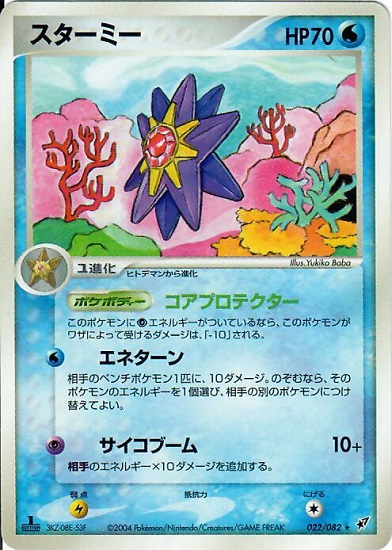 スターミー HP70
Illus. Yukiko Baba
1進化 ヒトデマンから進化
ポケボディー コアプロテクター
このポケモンにエネルギーがついているなら、このポケモンが
ワザによって受けるダメージは、「-10」される。
エネターン
相手のベンチポケモン1匹に、10ダメージ。のぞむなら、そ
のポケモンのエネルギーを1個選び、相手の別のポケモンにつけ
替えてよい。
サイコブーム 10+
相手のエネルギー×10ダメージを追加する。
弱点 抵抗力 にげる
1 EDITION 3KZ-08E-53F ©2004 Pokémon/Nintendo/Creatures/GAME FREAK 022/082 ★